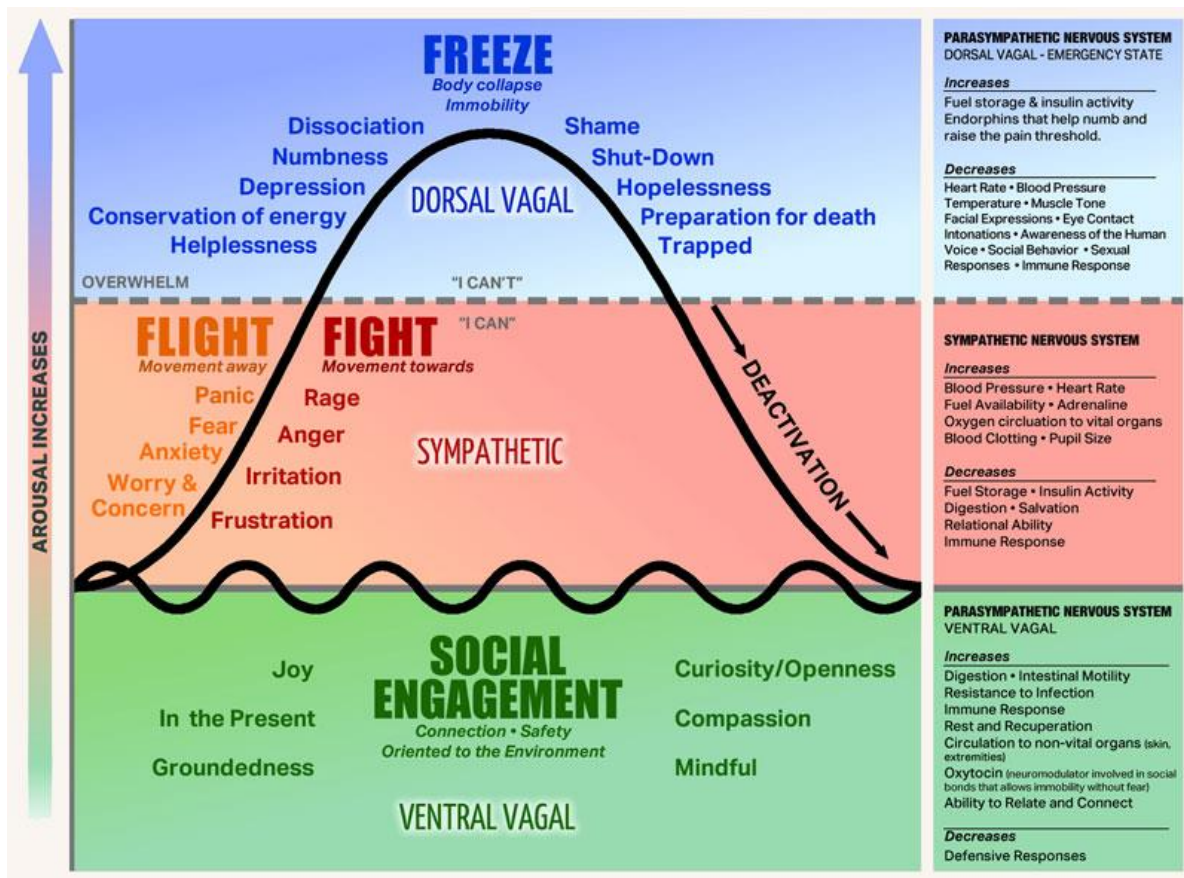 AROUSAL INCREASES
FREEZE
Body collapse
Immobility
Dissociation
Numbness
Depression
Conservation of energy
Helplessness
Shame
Shut-Down
Hopelessness
Preparation for death
Trapped
DORSAL VAGAL
OVERWHELM
"I CAN'T"
"I CAN"
FLIGHT
Movement away
Panic
Fear
Anxiety
Worry &
Concern
FIGHT
Movement towards
Rage
Anger
Irritation
Frustration
SYMPATHETIC
DEACTIVATION
SOCIAL
ENGAGEMENT
Connection • Safety
Oriented to the Environment
Joy
In the Present
Groundedness
Curiosity/Openness
Compassion
Mindful
VENTRAL VAGAL
PARASYMPATHETIC NERVOUS SYSTEM
DORSAL VAGAL - EMERGENCY STATE
Increases
Fuel storage & insulin activity
Endorphins that help numb and
raise the pain threshold.
Decreases
Heart Rate • Blood Pressure
Temperature • Muscle Tone
Facial Expressions • Eye Contact
Intonations • Awareness of the Human
Voice • Social Behavior • Sexual
Responses • Immune Response
SYMPATHETIC NERVOUS SYSTEM
Increases
Blood Pressure • Heart Rate
Fuel Availability • Adrenaline
Oxygen circluation to vital organs
Blood Clotting • Pupil Size
Decreases
Fuel Storage • Insulin Activity
Digestion • Salvation
Relational Ability
Immune Response
PARASYMPATHETIC NERVOUS SYSTEM
VENTRAL VAGAL
Increases
Digestion • Intestinal Motility
Resistance to Infection
Immune Response
Rest and Recuperation
Circulation to non-vital organs (skin,
extremities)
Oxytocin (neuromodulator involved in social
bonds that allows immobility without fear)
Ability to Relate and Connect
Decreases
Defensive Responses